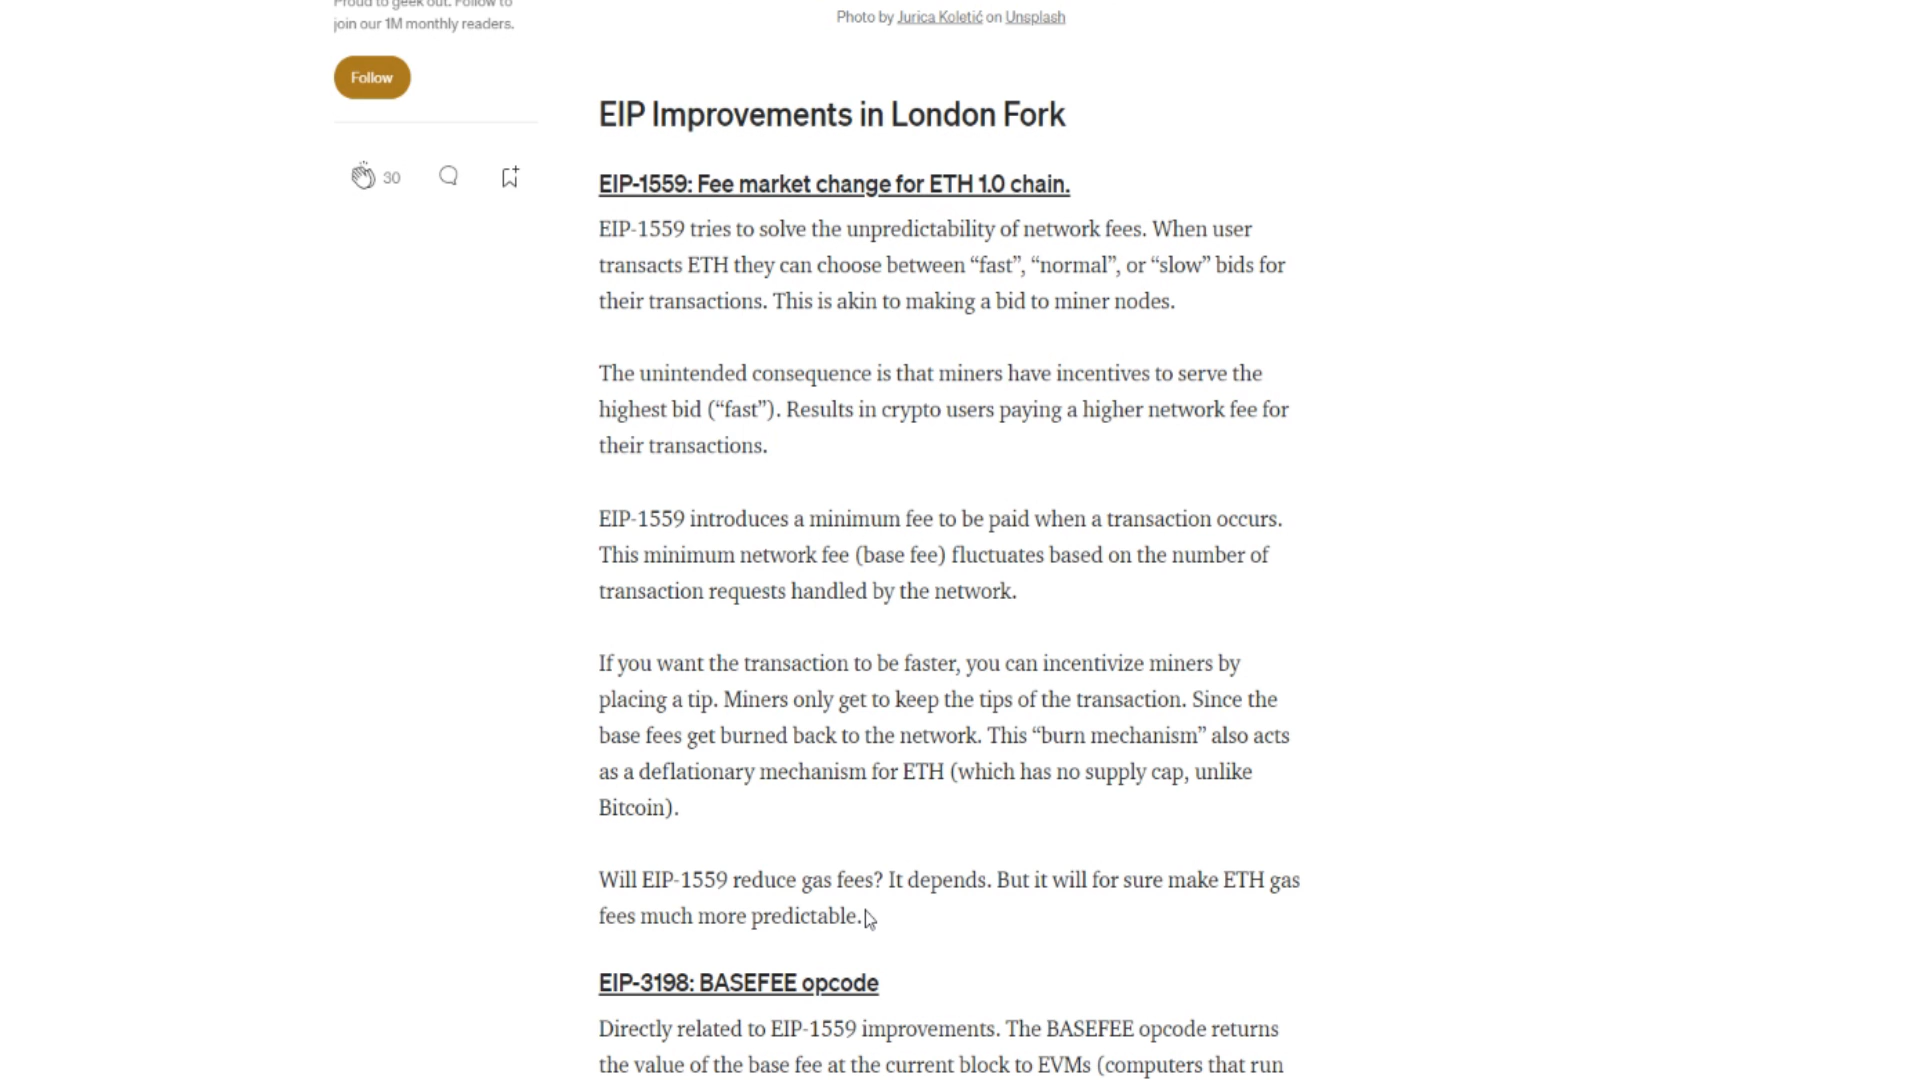 Proud to geek out. Follow to
join our 1M monthly readers.
Follow
30
Photo by Jurica Koletić on Unsplash
EIP Improvements in London Fork
EIP-1559: Fee market change for ETH 1.0 chain.
EIP-1559 tries to solve the unpredictability of network fees. When user
transacts ETH they can choose between “fast”, “normal”, or “slow” bids for
their transactions. This is akin to making a bid to miner nodes.
The unintended consequence is that miners have incentives to serve the
highest bid (“fast”). Results in crypto users paying a higher network fee for
their transactions.
EIP-1559 introduces a minimum fee to be paid when a transaction occurs.
This minimum network fee (base fee) fluctuates based on the number of
transaction requests handled by the network.
If you want the transaction to be faster, you can incentivize miners by
placing a tip. Miners only get to keep the tips of the transaction. Since the
base fees get burned back to the network. This “burn mechanism” also acts
as a deflationary mechanism for ETH (which has no supply cap, unlike
Bitcoin).
Will EIP-1559 reduce gas fees? It depends. But it will for sure make ETH gas
fees much more predictable.
EIP-3198: BASEFEE opcode
Directly related to EIP-1559 improvements. The BASEFEE opcode returns
the value of the base fee at the current block to EVMs (computers that run